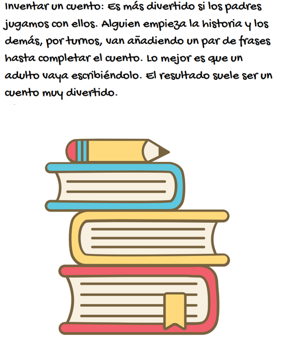 Inventar un cuento: Es más divertido si los padres
jugamos con ellos. Alguien empieza la historia y los
demás, por turnos, van añadiendo un par de frases
hasta completar el cuento. Lo mejor es que un
adulto vaya escribiéndolo. El resultado suele ser un
cuento muy divertido.